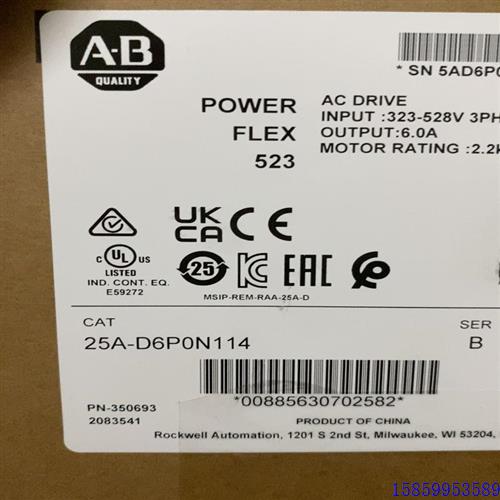 A-B
QUALITY
* SN 5AD6P0
POWER
FLEX
523
AC DRIVE
INPUT :323-528V 3PH
OUTPUT:6.0A
MOTOR RATING :2.2k
UK
CA
CE
c UL us
LISTED
IND. CONT. EQ.
E59272
25
EAC
MSIP-REM-RAA-25A-D
CAT
25A-D6P0N114
SER
B
*00885630702582*
PN-350693
2083541
PRODUCT OF CHINA
Rockwell Automation, 1201 S 2nd St, Milwaukee, WI 53204,
15859953589